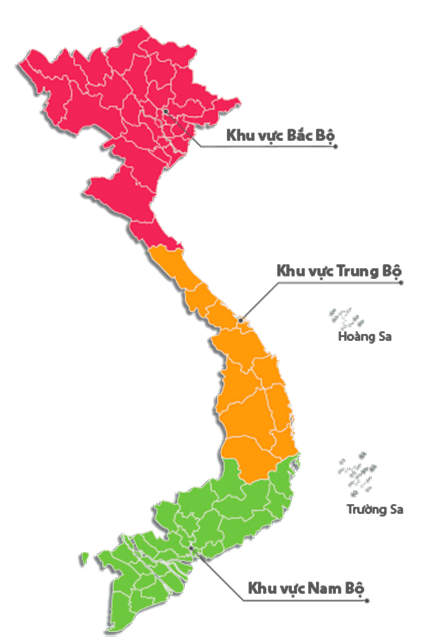 Khu vực Bắc Bộ
Khu vực Trung Bộ
Hoàng Sa
Trường Sa
Khu vực Nam Bộ